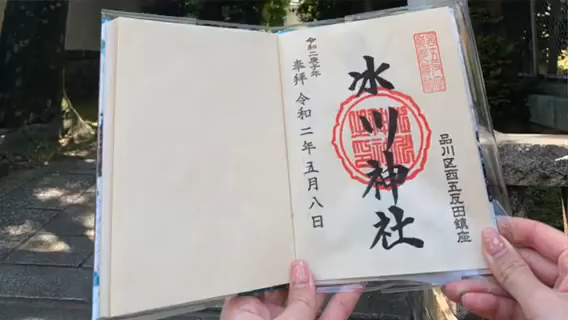 品川区西五反田鎮座
氷川神社
奉拝 令和二年五月八日
令和二庚子年